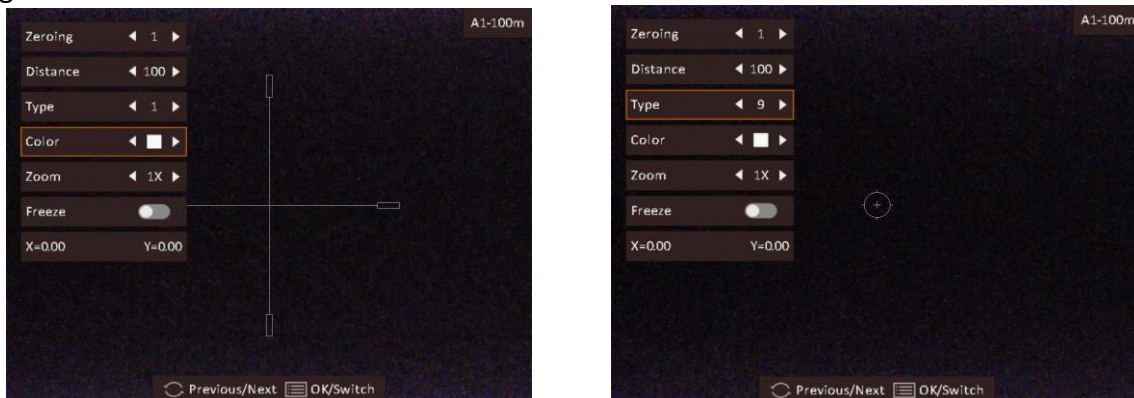 A1-100m
Zeroing 1
Distance 100
Type 1
Color
Zoom 1X
Freeze
X=0.00 Y=0.00
Previous/Next OK/Switch
A1-100m
Zeroing 1
Distance 100
Type 9
Color
Zoom 1X
Freeze
X=0.00 Y=0.00
Previous/Next OK/Switch